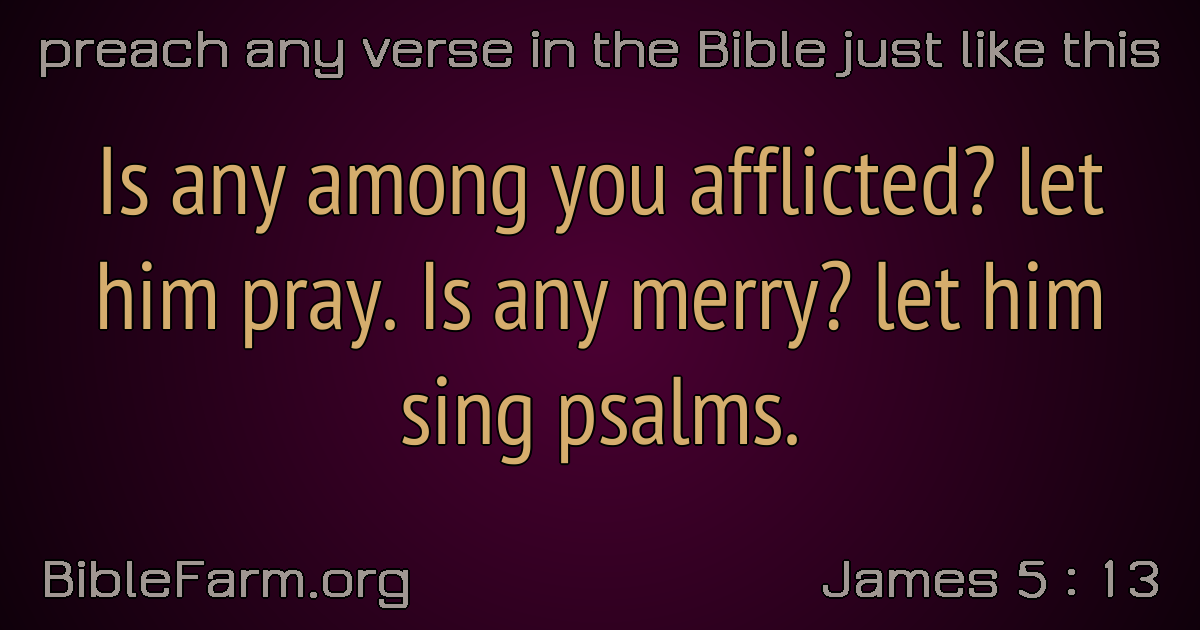 preach any verse in the Bible just like this
Is any among you afflicted? let
him pray. Is any merry? let him
sing psalms.
BibleFarm.org
James 5 : 13